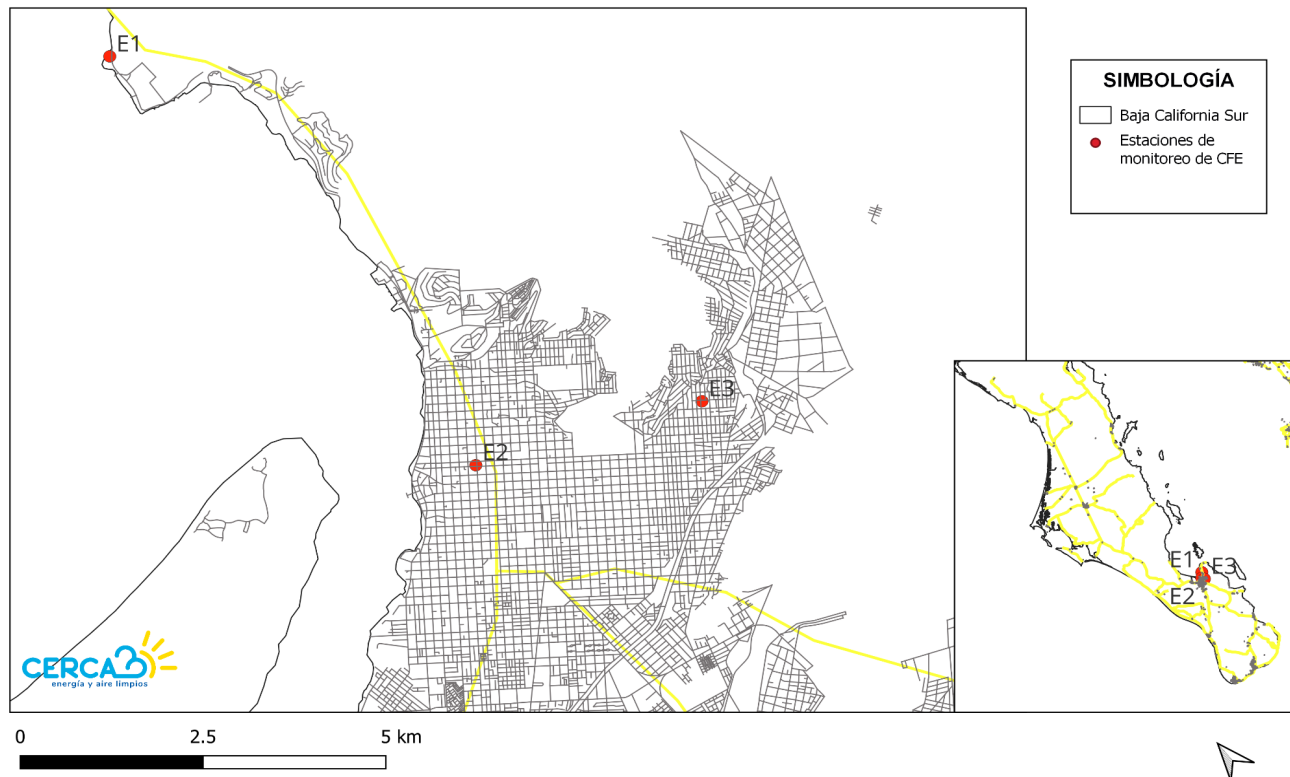 E1
E2
E3
SIMBOLOGÍA
Baja California Sur
Estaciones de
monitoreo de CFE
E1
E3
E2
CERCA
energía y aire limpios
0 2.5 5 km